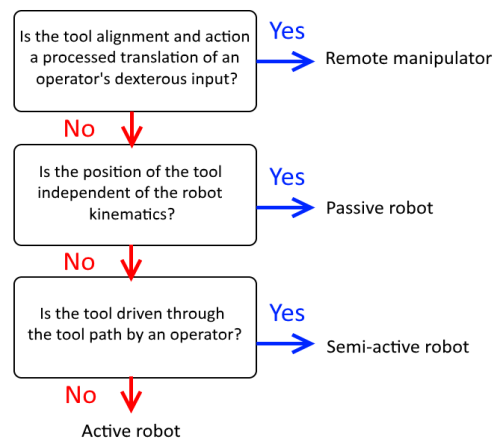 Is the tool alignment and action
a processed translation of an
operator's dexterous input?
Yes
Remote manipulator
No
Is the position of the tool
independent of the robot
kinematics?
Yes
Passive robot
No
Is the tool driven through
the tool path by an operator?
Yes
Semi-active robot
No
Active robot